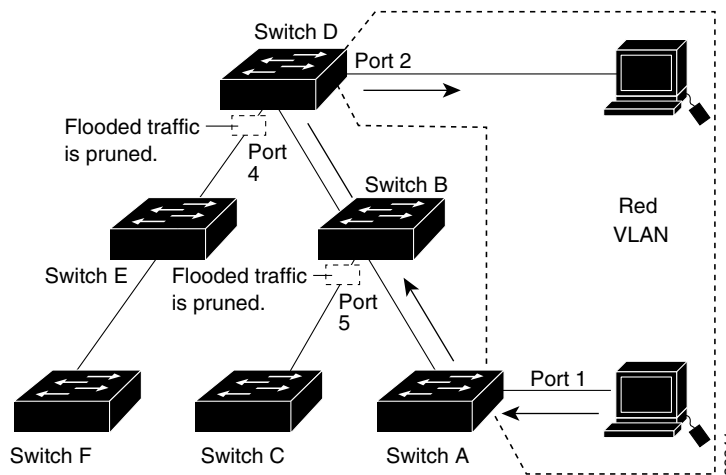 Switch D
Port 2
Flooded traffic
is pruned.
Port
4
Switch B
Red
VLAN
Switch E
Flooded traffic
is pruned.
Port
5
Port 1
Switch F
Switch C
Switch A